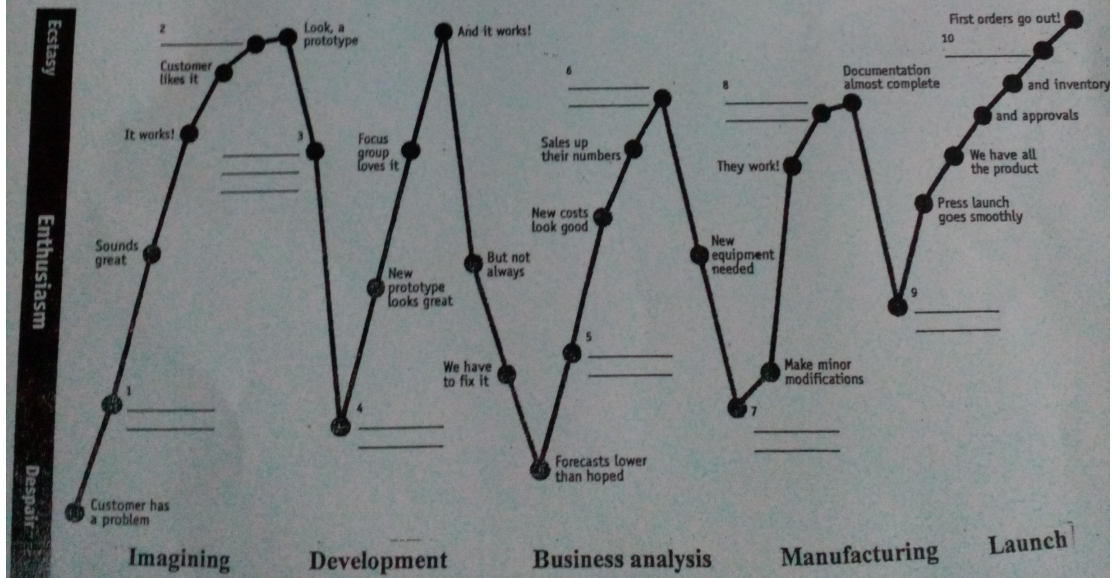 Ecstasy
Enthusiasm
Despair
2
Look, a
prototype
Customer
likes it
It works!
3
Sounds
great
1
Customer has
a problem
And it works!
Focus
group
loves it
New
prototype
looks great
But not
always
4
We have
to fix it
6
Sales up
their numbers
New costs
look good
5
Forecasts lower
than hoped
8
Documentation
almost complete
They work!
New
equipment
needed
Make minor
modifications
7
First orders go out!
10
and inventory
and approvals
We have all
the product
Press launch
goes smoothly
9
Imagining
Development
Business analysis
Manufacturing
Launch